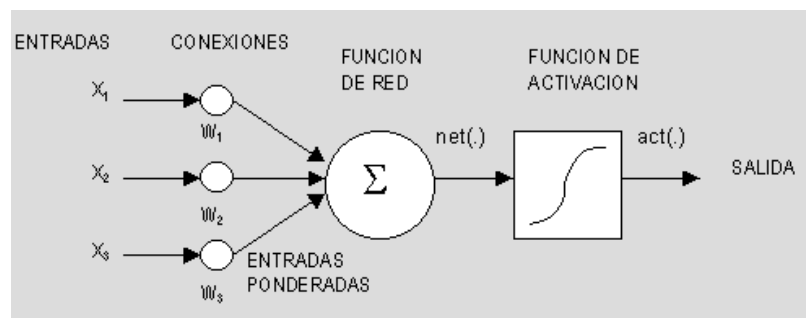 ENTRADAS
CONEXIONES
FUNCION
DE RED
FUNCION DE
ACTIVACION
X1
W1
net(.)
act(.)
X2
W2
Σ
SALIDA
X3
W3
ENTRADAS
PONDERADAS